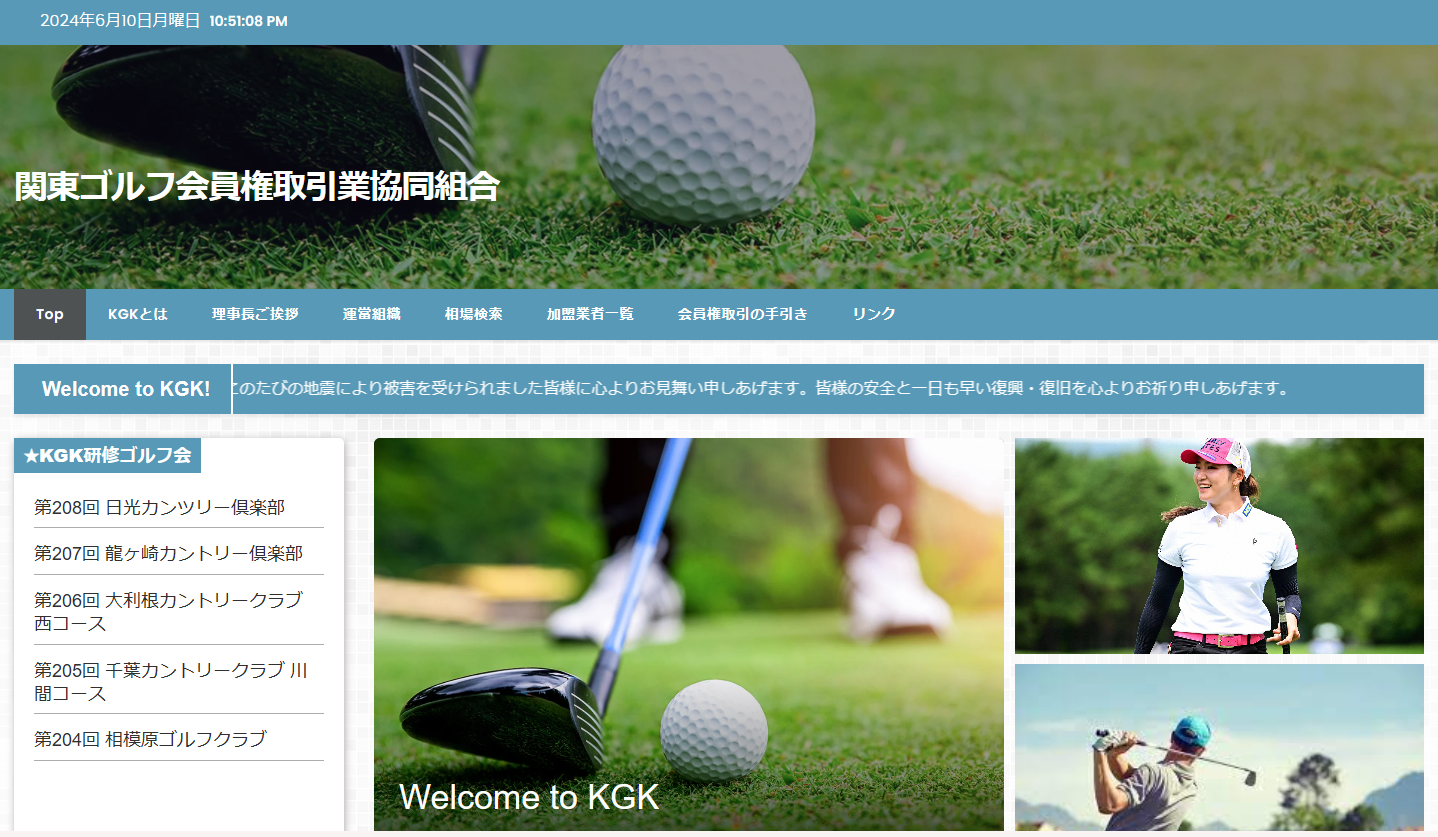 2024年6月10日月曜日 10:51:08 PM
関東ゴルフ会員権取引業協同組合
Top KGKとは 理事長ご挨拶 運営組織 相場検索 加盟業者一覧 会員権取引の手引き リンク
Welcome to KGK! このたびの地震により被害を受けられました皆様に心よりお見舞い申しあげます。皆様の安全と一日も早い復興・復旧を心よりお祈り申しあげます。
★KGK研修ゴルフ会
第208回 日光カンツリー倶楽部
第207回 龍ヶ崎カントリー倶楽部
第206回 大利根カントリークラブ
西コース
第205回 千葉カントリークラブ 川
間コース
第204回 相模原ゴルフクラブ
Welcome to KGK